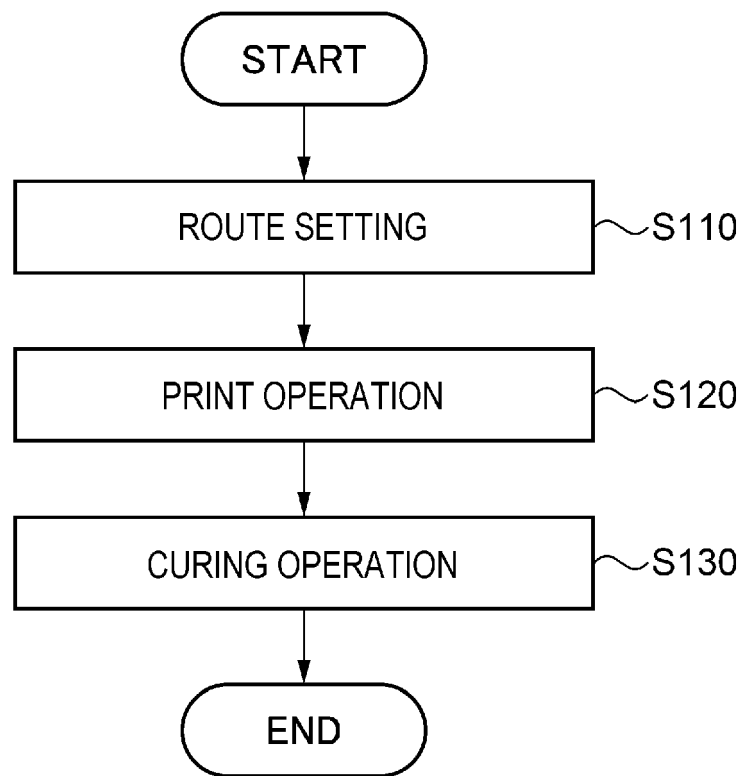 START
ROUTE SETTING
S110
PRINT OPERATION
S120
CURING OPERATION
S130
END